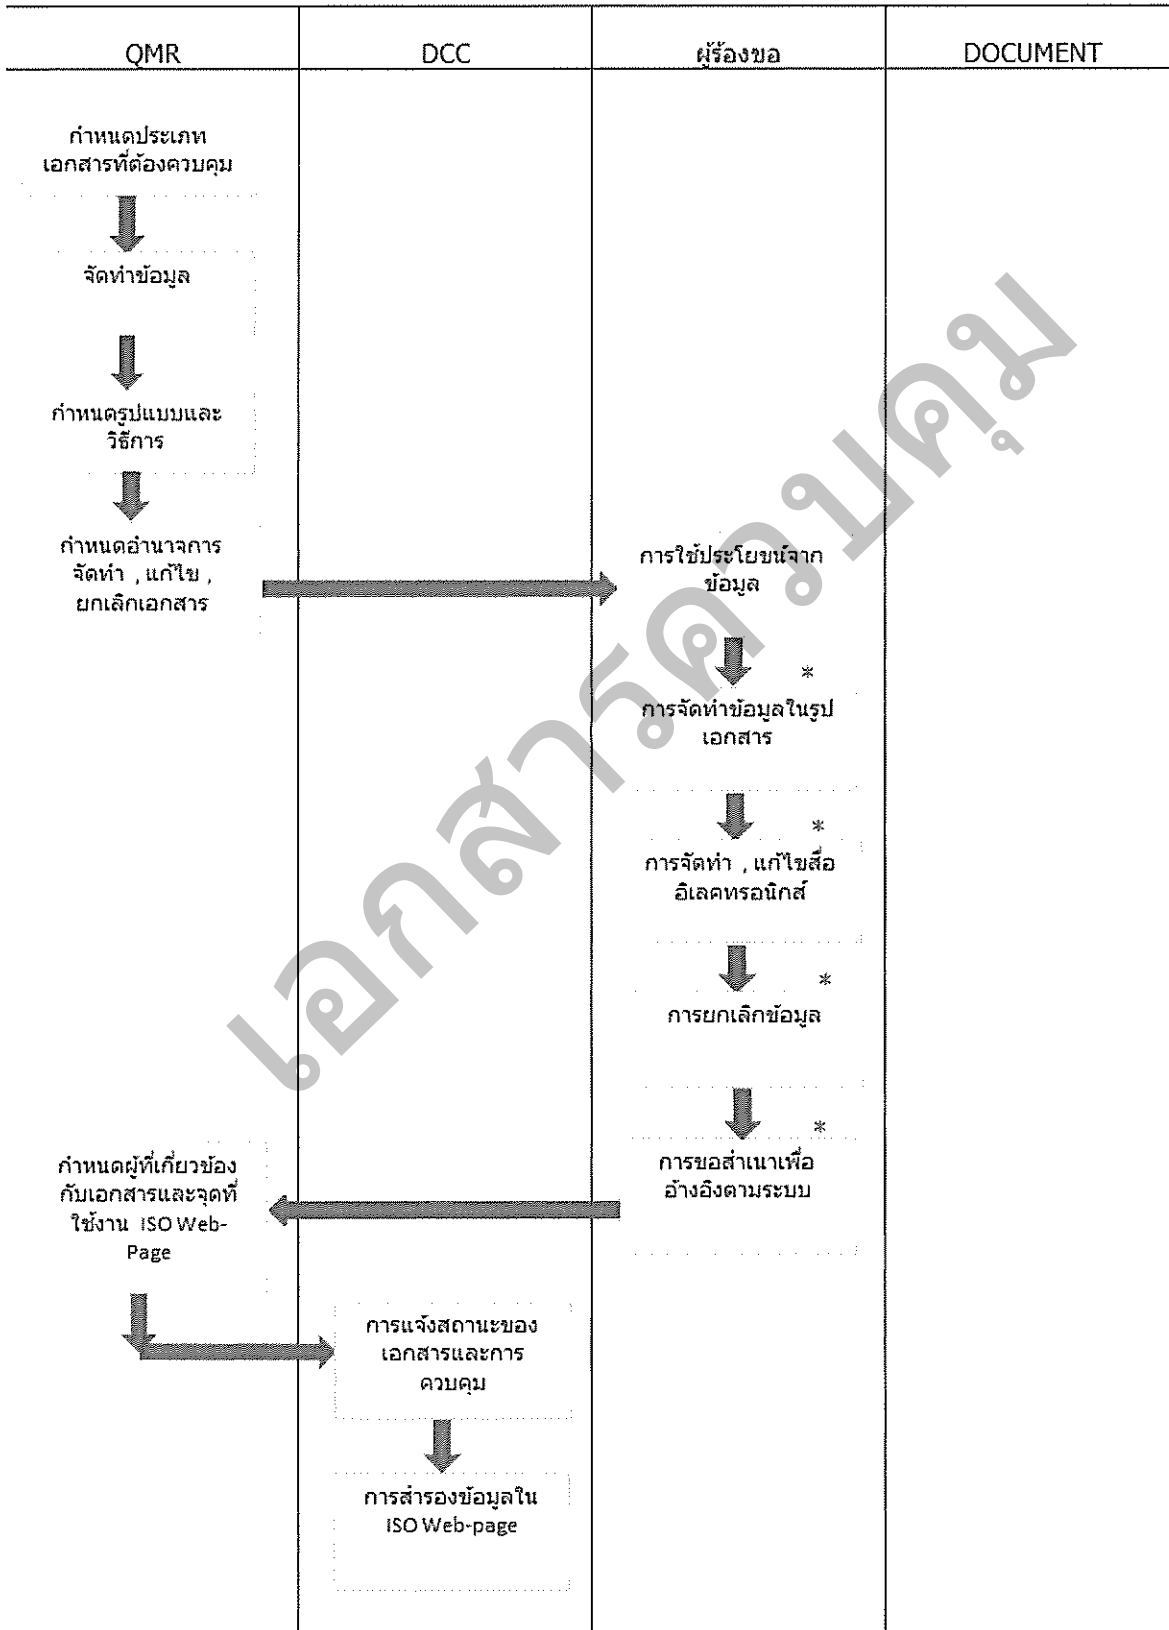 QMR
DCC
ผู้ร้องขอ
DOCUMENT
กำหนดประเภท
เอกสารที่ต้องควบคุม
จัดทำข้อมูล
กำหนดรูปแบบและ
วิธีการ
กำหนดอำนาจการ
จัดทำ , แก้ไข ,
ยกเลิกเอกสาร
การใช้ประโยชน์จาก
ข้อมูล
*
การจัดทำข้อมูลในรูป
เอกสาร
*
การจัดทำ , แก้ไขสื่อ
อิเลคทรอนิกส์
*
การยกเลิกข้อมูล
*
การขอสำเนาเพื่อ
อ้างอิงตามระบบ
กำหนดผู้ที่เกี่ยวข้อง
กับเอกสารและจุดที่
ใช้งาน ISO Web-
Page
การแจ้งสถานะของ
เอกสารและการ
ควบคุม
การสำรองข้อมูลใน
ISO Web-page
เอกสารควบคุม